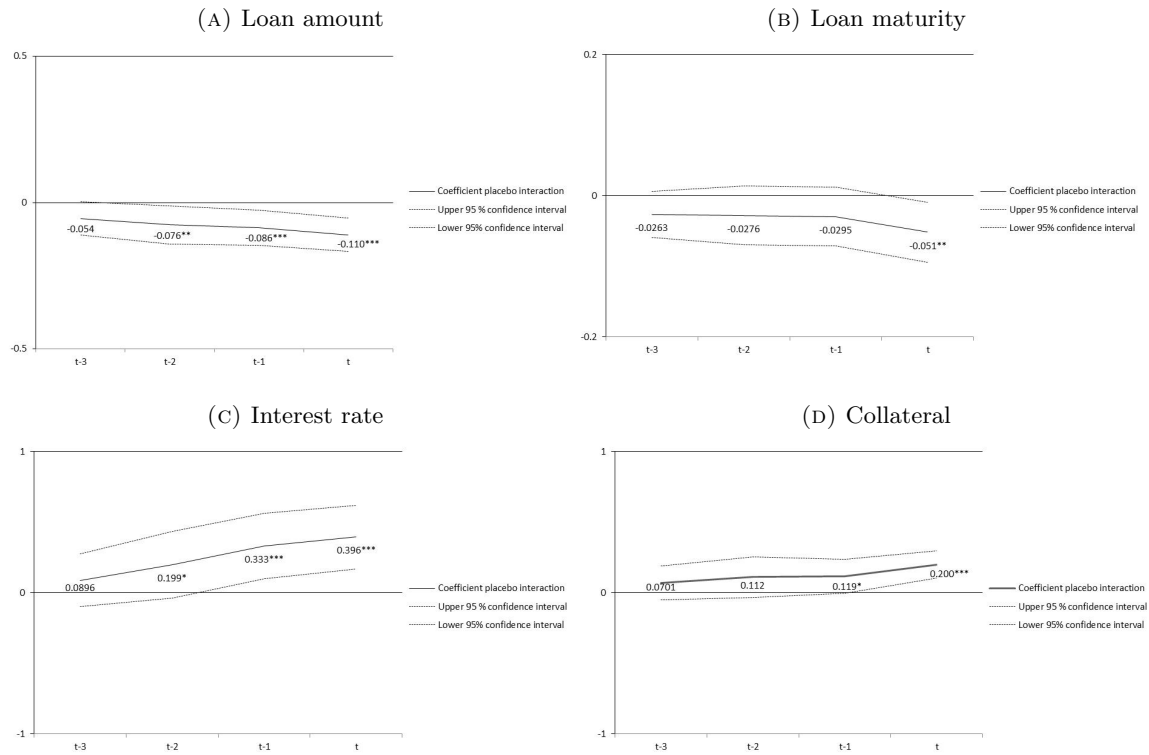 (A) Loan amount
0.5
0
-0.5
-0.054
-0.076**
-0.086***
-0.110***
t-3
t-2
t-1
t
Coefficient placebo interaction
Upper 95 % confidence interval
Lower 95% confidence interval
(B) Loan maturity
0.2
0
-0.2
-0.0263
-0.0276
-0.0295
-0.051**
t-3
t-2
t-1
t
Coefficient placebo interaction
Upper 95 % confidence interval
Lower 95% confidence interval
(C) Interest rate
1
0
-1
0.0896
0.199*
0.333***
0.396***
t-3
t-2
t-1
t
Coefficient placebo interaction
Upper 95 % confidence interval
Lower 95% confidence interval
(D) Collateral
1
0
-1
0.0701
0.112
0.119*
0.200***
t-3
t-2
t-1
t
Coefficient placebo interaction
Upper 95 % confidence interval
Lower 95% confidence interval